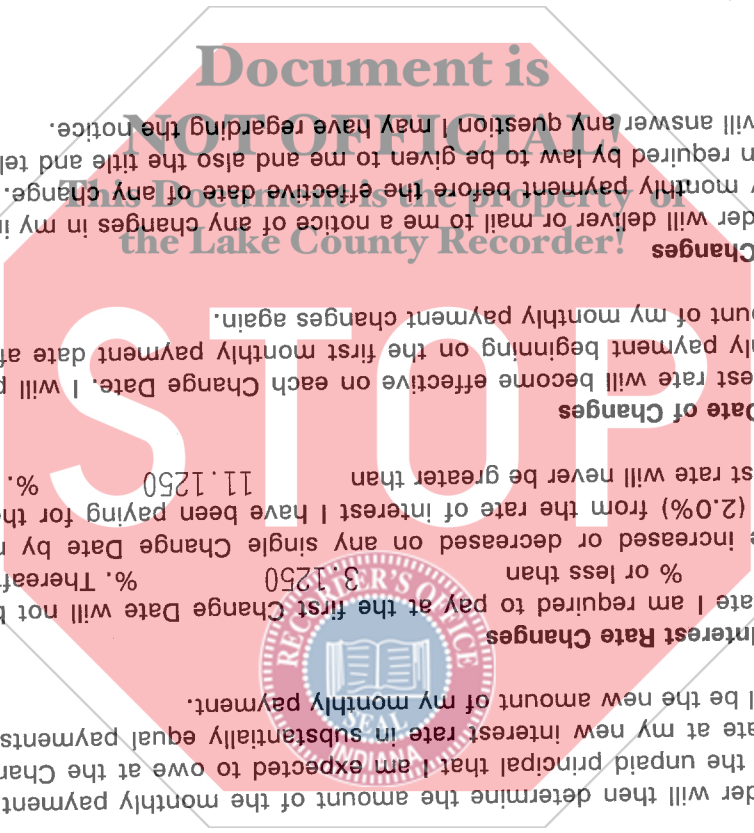 Document is
NOT OFFICIAL!
This Document is the property of
the Lake County Recorder!
STOP
RECORDER'S OFFICE
SEAL
INDIANA
der will then determine the amount of the monthly payment
the unpaid principal that I am expected to owe at the Char
ate at my new interest rate in substantially equal payments
l be the new amount of my monthly payment.
Interest Rate Changes
ate I am required to pay at the first Change Date will not b
% or less than 3.1250 %. Thereaf
e increased or decreased on any single Change Date by
(2.0%) from the rate of interest I have been paying for the
st rate will never be greater than 11.1250 %.
Date of Changes
est rate will become effective on each Change Date. I will p
ly payment beginning on the first monthly payment date af
ount of my monthly payment changes again.
Changes
der will deliver or mail to me a notice of any changes in my in
y monthly payment before the effective date of any change.
n required by law to be given to me and also the title and tel
will answer any question I may have regarding the notice.